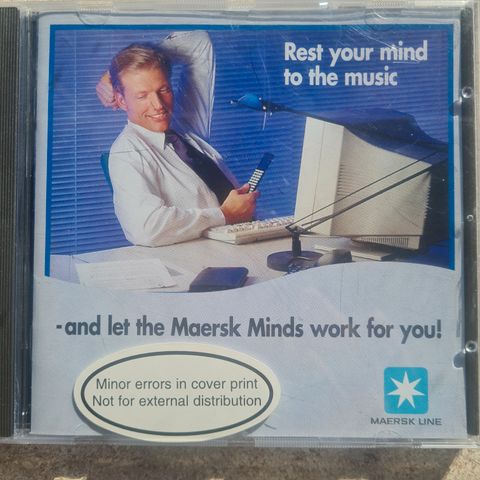 Rest your mind
to the music
-and let the Maersk Minds work for you!
Minor errors in cover print
Not for external distribution
MAERSK LINE